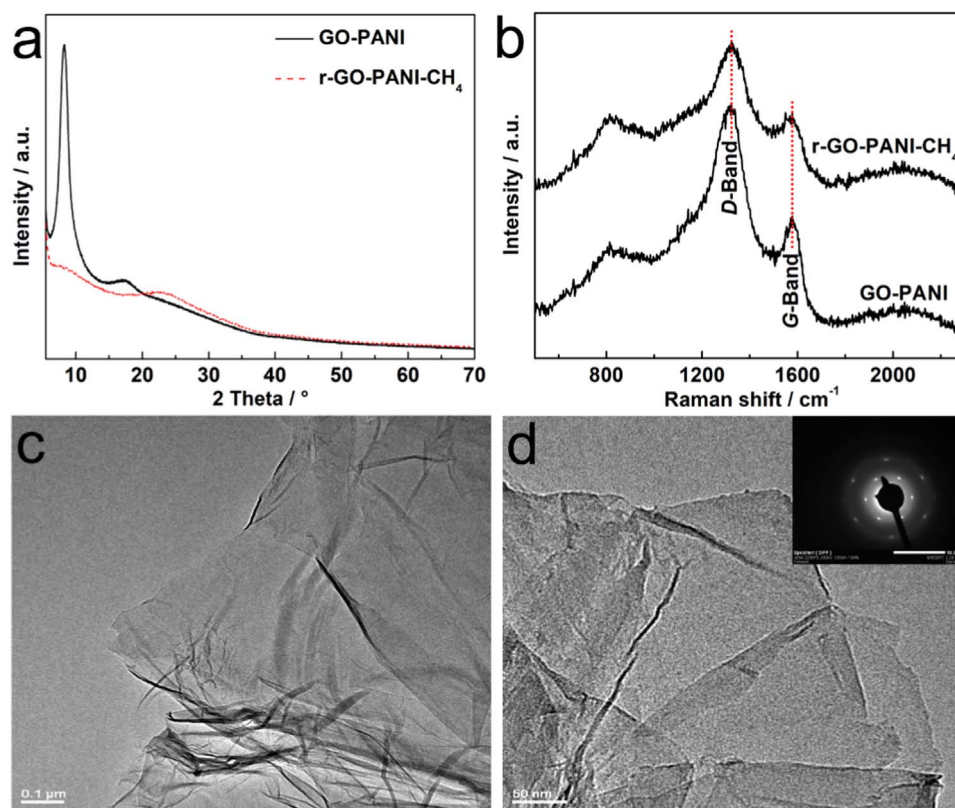 a
GO-PANI
r-GO-PANI-CH₄
Intensity / a.u.
10 20 30 40 50 60 70
2 Theta / °
b
r-GO-PANI-CH₄
D-Band
G-Band
GO-PANI
Intensity / a.u.
800 1200 1600 2000
Raman shift / cm⁻¹
c
0.1 µm
d
50 nm